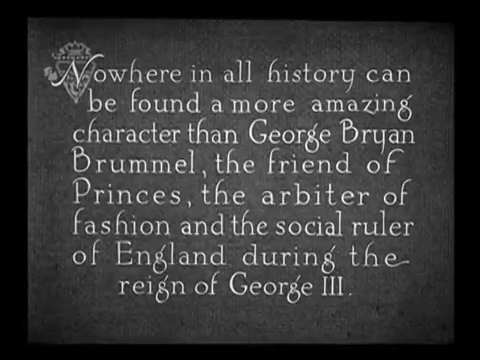 Nowhere in all history can
be found a more amazing
character than George Bryan
Brummel, the friend of
Princes, the arbiter of
fashion and the social ruler
of England during the
reign of George III.